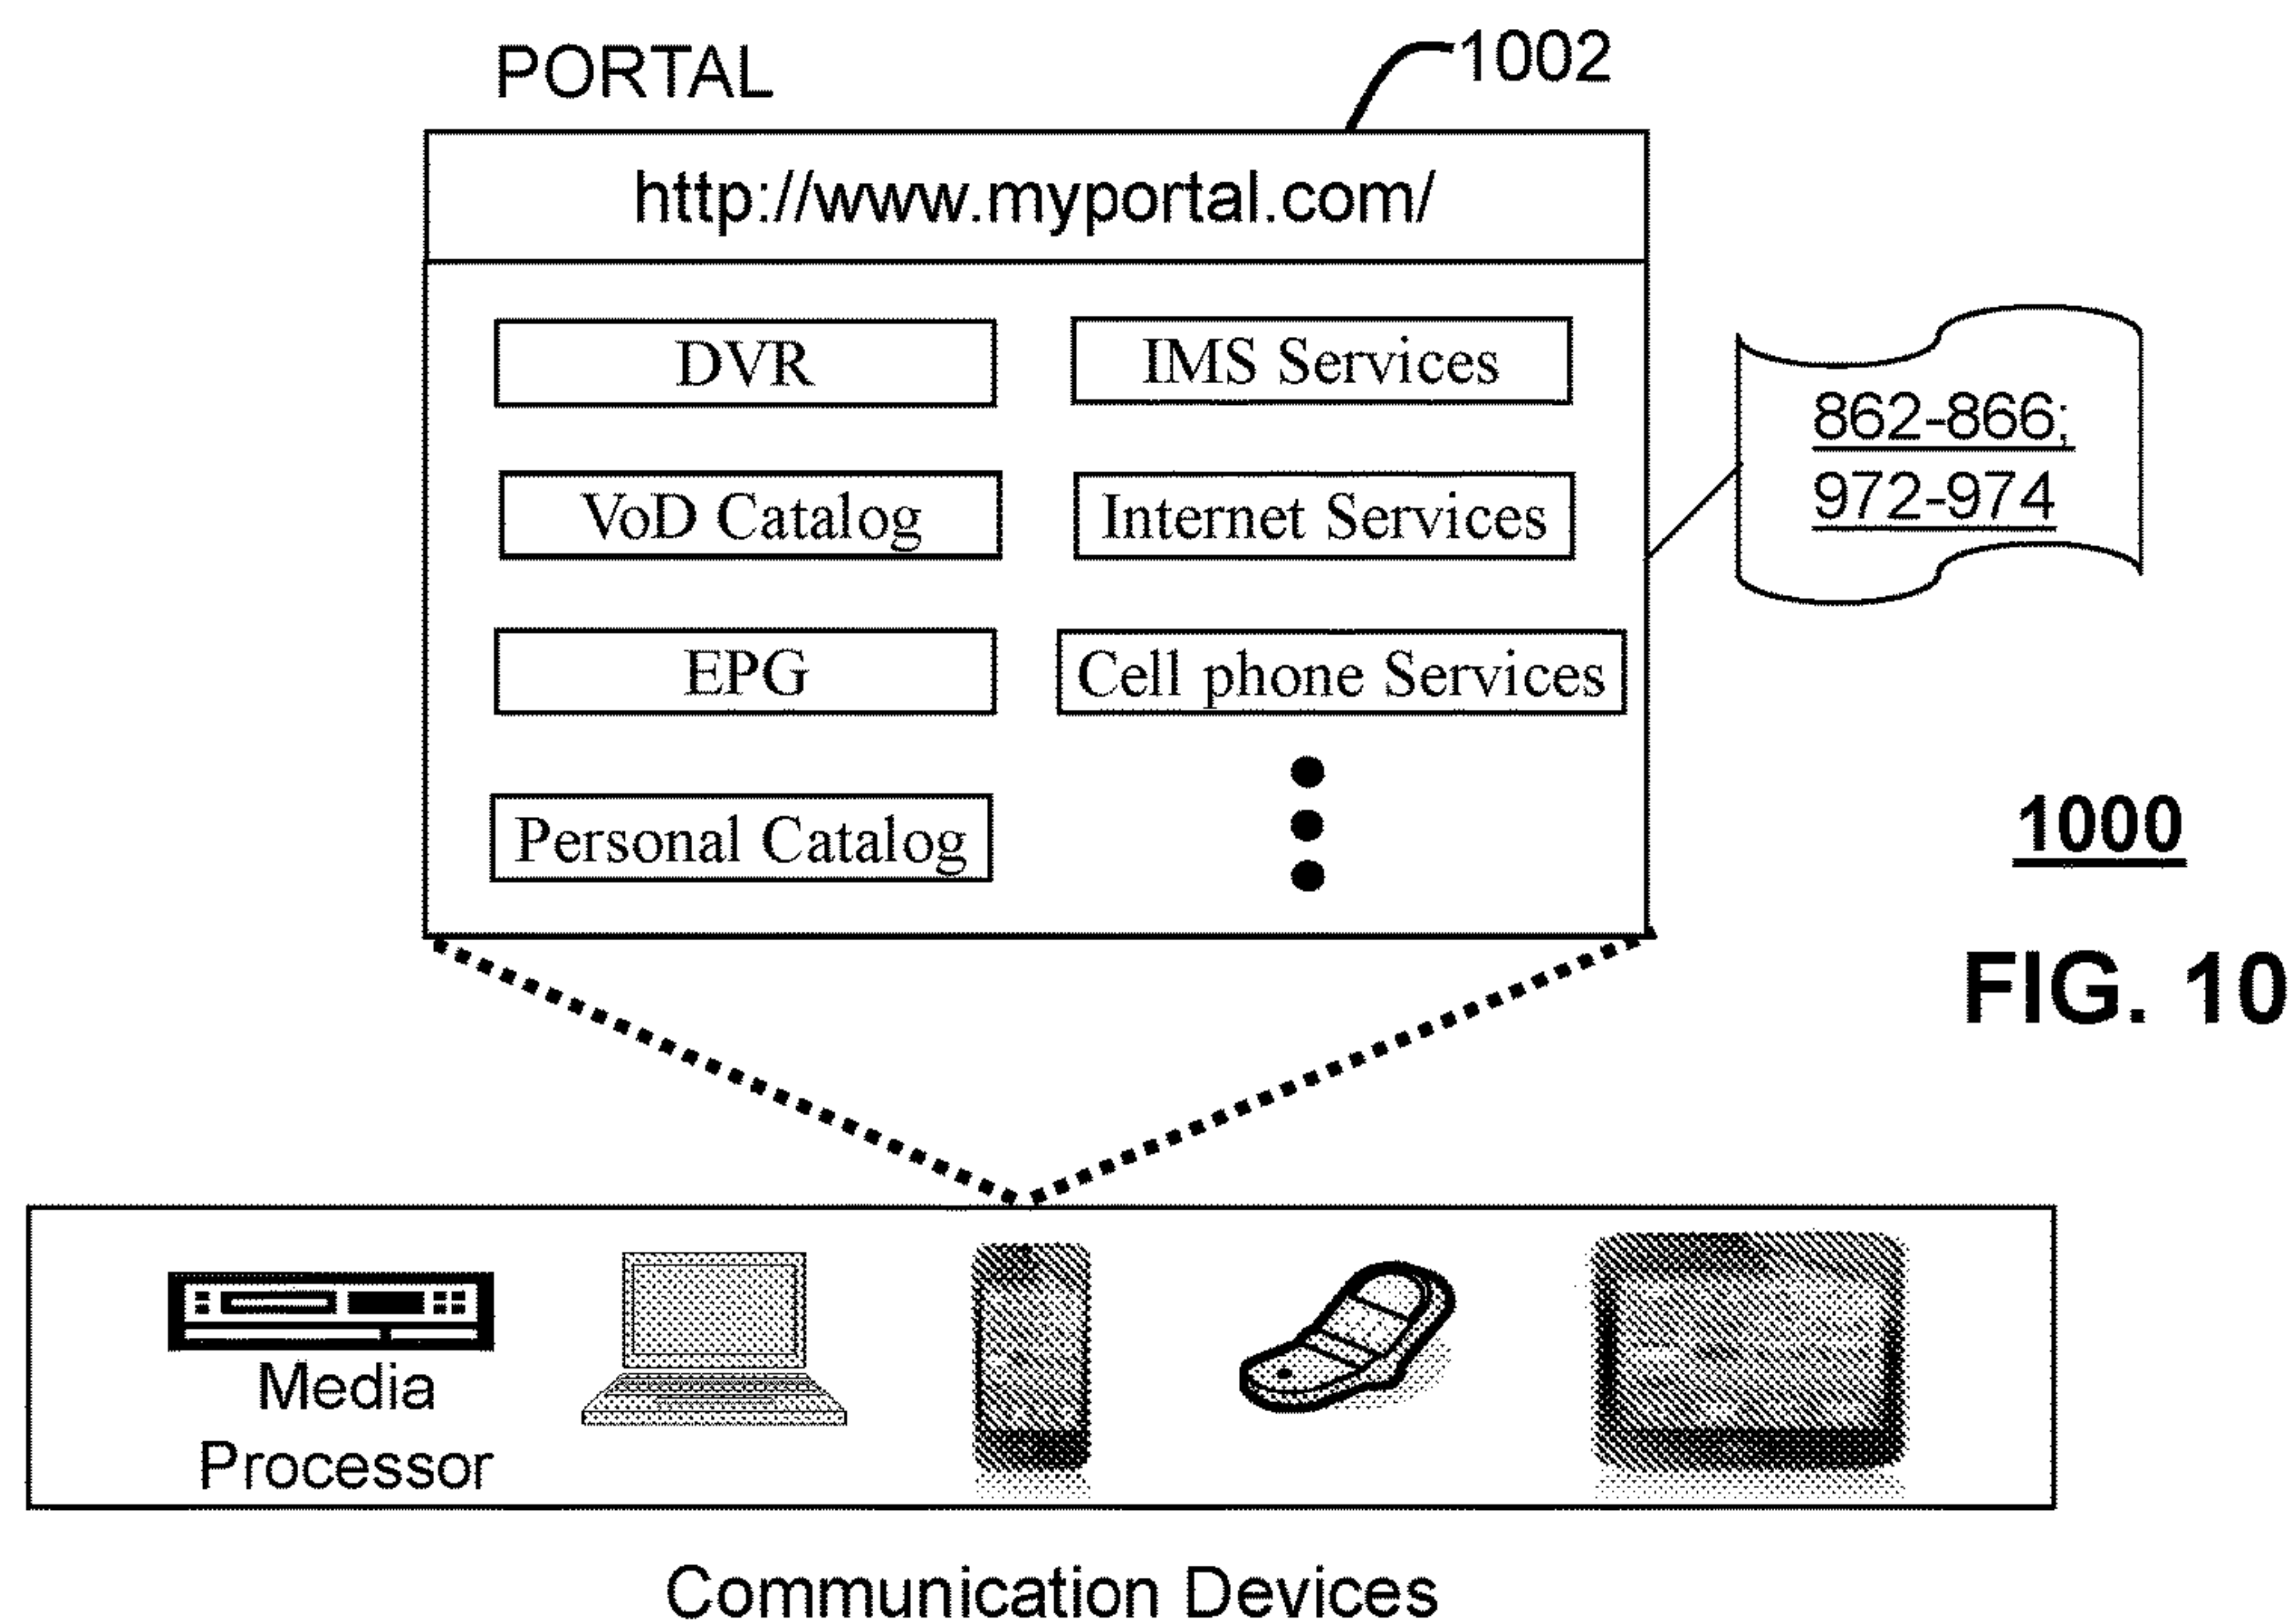 PORTAL
1002
http://www.myportal.com/
DVR
IMS Services
VoD Catalog
Internet Services
EPG
Cell phone Services
Personal Catalog
862-866;
972-974
1000
FIG. 10
Media
Processor
Communication Devices